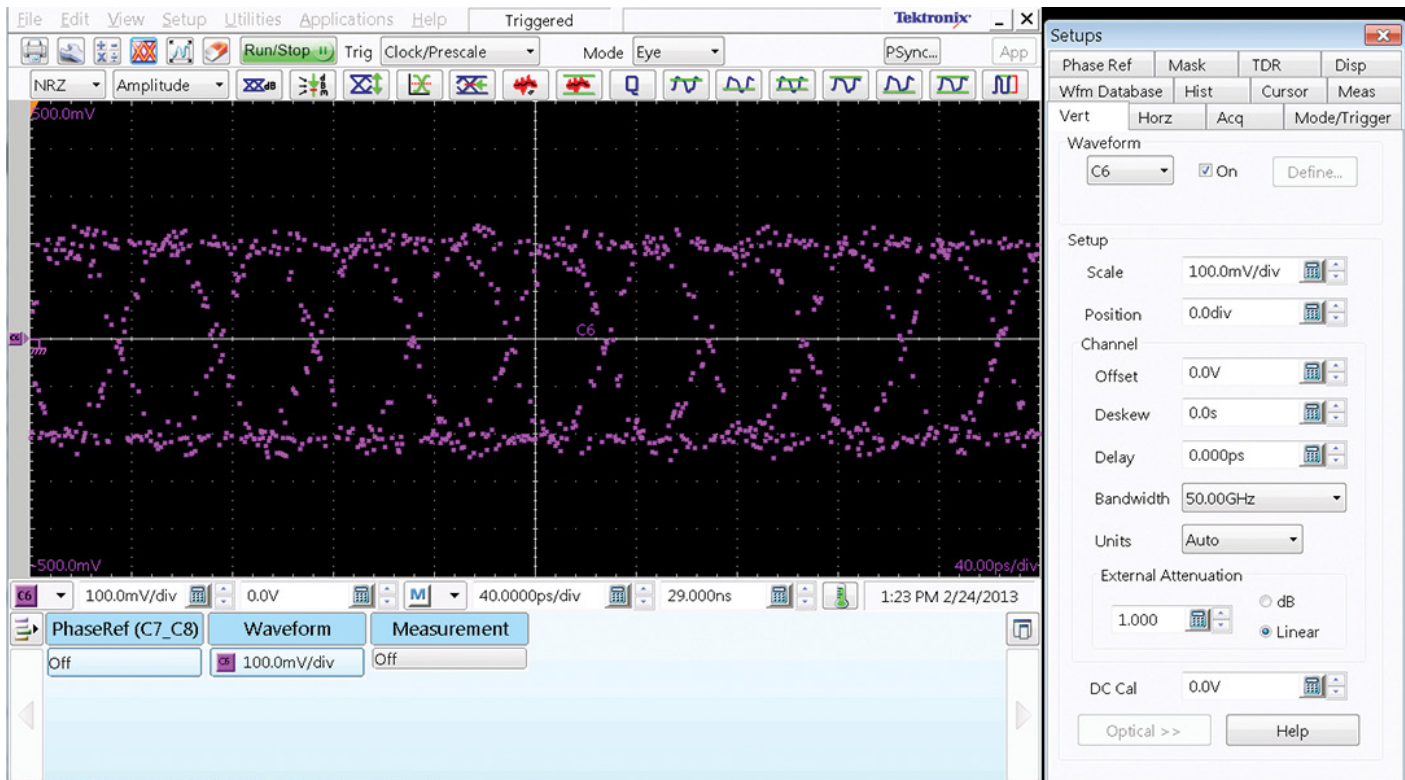 File Edit View Setup Utilities Applications Help Triggered Tektronix
Run/Stop Trig Clock/Prescale Mode Eye PSync... App
NRZ Amplitude dB Q
500.0mV
C6
C6
-500.0mV 40.00ps/div
C6 100.0mV/div 0.0V M 40.0000ps/div 29.000ns 1:23 PM 2/24/2013
PhaseRef (C7_C8) Waveform Measurement
Off C6 100.0mV/div Off
Setups
Phase Ref Mask TDR Disp
Wfm Database Hist Cursor Meas
Vert Horz Acq Mode/Trigger
Waveform
C6 On Define...
Setup
Scale 100.0mV/div
Position 0.0div
Channel
Offset 0.0V
Deskew 0.0s
Delay 0.000ps
Bandwidth 50.00GHz
Units Auto
External Attenuation
1.000 dB
Linear
DC Cal 0.0V
Optical >> Help